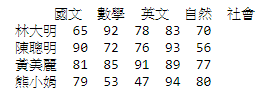 國文 數學 英文 自然 社會
林大明 65 92 78 83 70
陳聰明 90 72 76 93 56
黃美麗 81 85 91 89 77
熊小娟 79 53 47 94 80